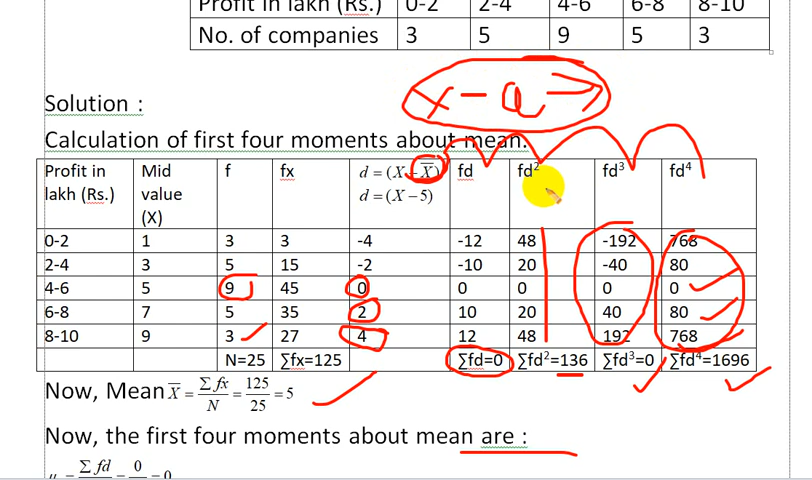 Profit in lakh (Rs.) 0-2 2-4 4-6 6-8 8-10
No. of companies 3 5 9 5 3
x - a
Solution :
Calculation of first four moments about mean.
Profit in lakh (Rs.) Mid value (X) f fx d = (X - X̅) d = (X - 5) fd fd² fd³ fd⁴
0-2 1 3 3 -4 -12 48 -192 768
2-4 3 5 15 -2 -10 20 -40 80
4-6 5 9 45 0 0 0 0 0
6-8 7 5 35 2 10 20 40 80
8-10 9 3 27 4 12 48 192 768
N=25 ∑fx=125 ∑fd=0 ∑fd²=136 ∑fd³=0 ∑fd⁴=1696
Now, Mean X̅ = Σfx/N = 125/25 = 5
Now, the first four moments about mean are :
= Σfd = 0 = 0